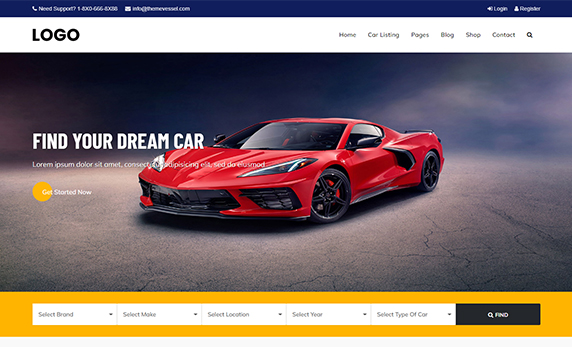 Need Support? 1-8X0-666-8X88 info@themevessel.com Login Register
LOGO Home Car Listing Pages Blog Shop Contact
FIND YOUR DREAM CAR
Lorem ipsum dolor sit amet, consectetur adipisicing elit, sed do eiusmod
Get Started Now
Select Brand Select Make Select Location Select Year Select Type Of Car FIND